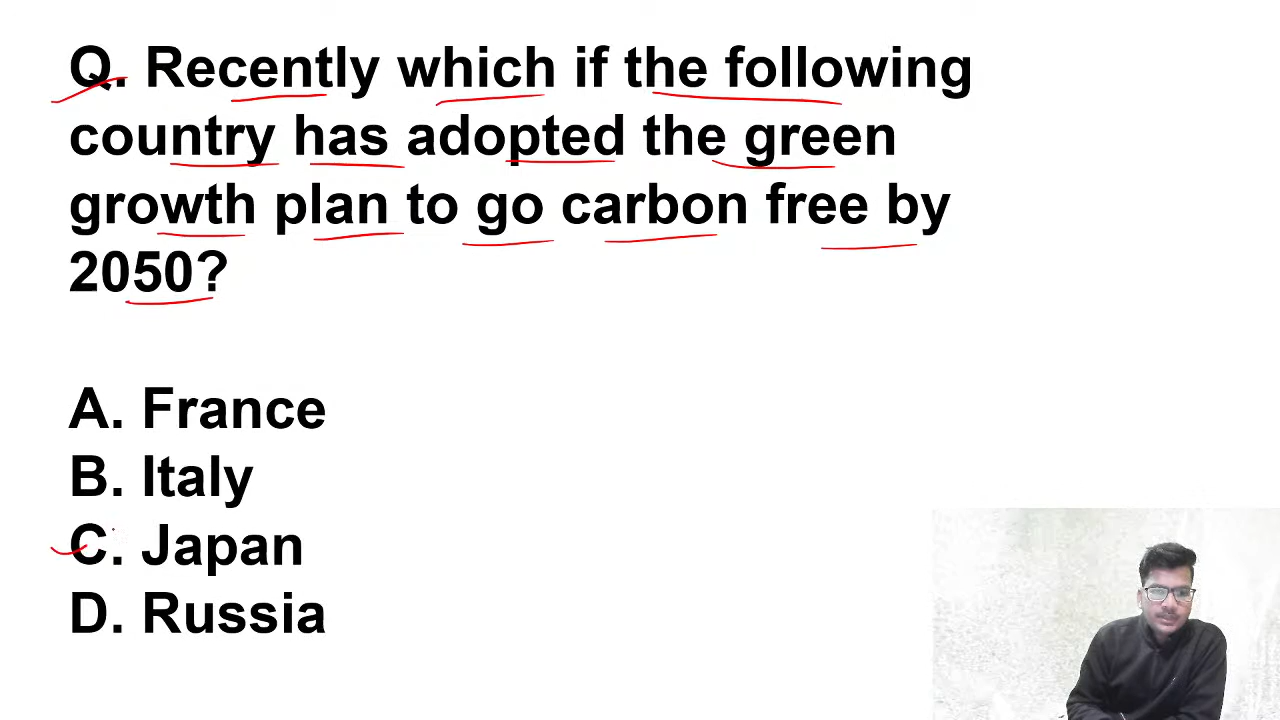 Q. Recently which if the following
country has adopted the green
growth plan to go carbon free by
2050?
A. France
B. Italy
C. Japan
D. Russia